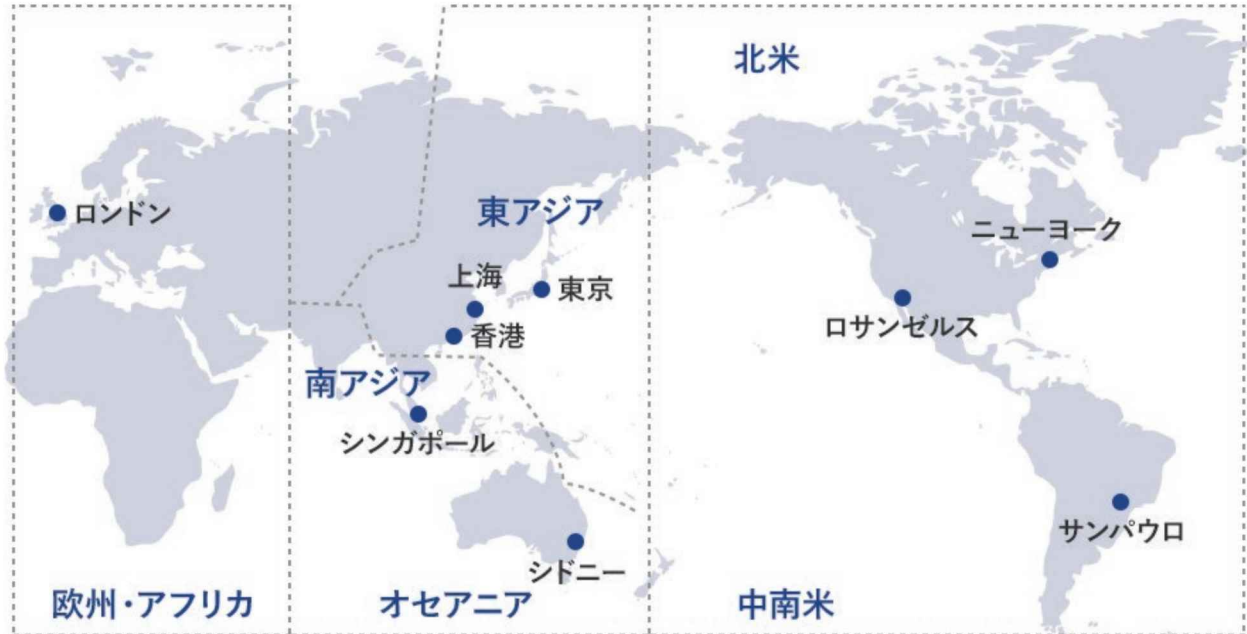 北米
ロンドン
東アジア
ニューヨーク
上海
東京
ロサンゼルス
香港
南アジア
シンガポール
サンパウロ
シドニー
欧州・アフリカ
オセアニア
中南米